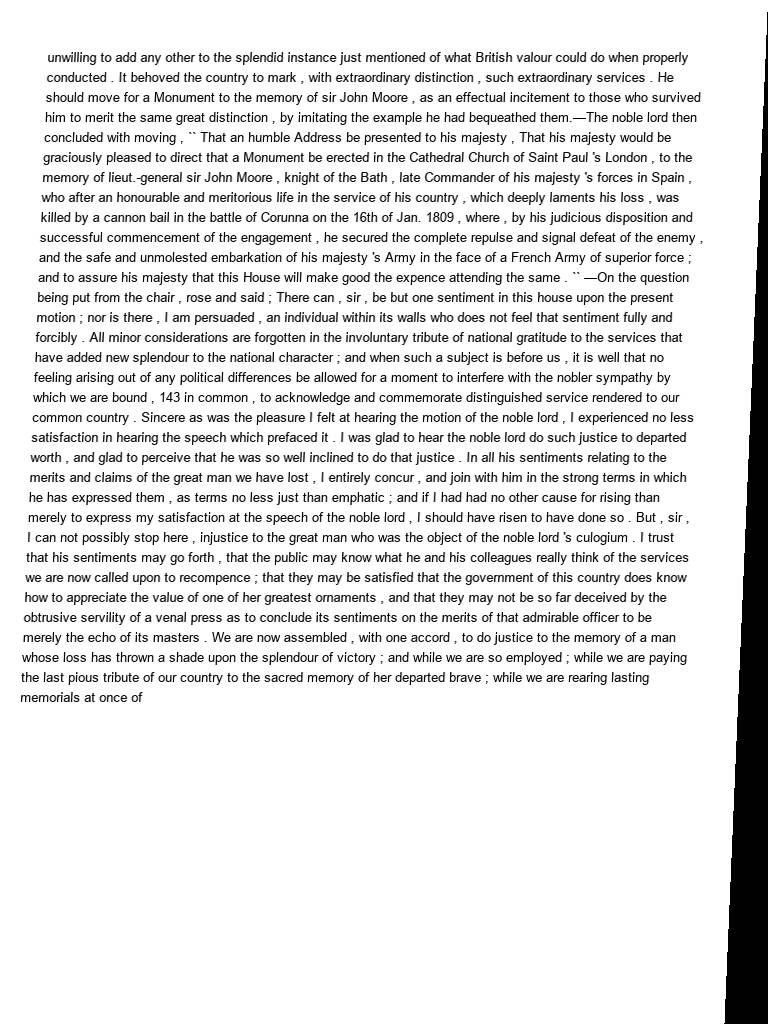 unwilling to add any other to the splendid instance just mentioned of what British valour could do when properly
conducted . It behoved the country to mark , with extraordinary distinction , such extraordinary services . He
should move for a Monument to the memory of sir John Moore , as an effectual incitement to those who survived
him to merit the same great distinction , by imitating the example he had bequeathed them.—The noble lord then
concluded with moving , `` That an humble Address be presented to his majesty , That his majesty would be
graciously pleased to direct that a Monument be erected in the Cathedral Church of Saint Paul 's London , to the
memory of lieut.-general sir John Moore , knight of the Bath , late Commander of his majesty 's forces in Spain ,
who after an honourable and meritorious life in the service of his country , which deeply laments his loss , was
killed by a cannon bail in the battle of Corunna on the 16th of Jan. 1809 , where , by his judicious disposition and
successful commencement of the engagement , he secured the complete repulse and signal defeat of the enemy ,
and the safe and unmolested embarkation of his majesty 's Army in the face of a French Army of superior force ;
and to assure his majesty that this House will make good the expence attending the same . `` —On the question
being put from the chair , rose and said ; There can , sir , be but one sentiment in this house upon the present
motion ; nor is there , I am persuaded , an individual within its walls who does not feel that sentiment fully and
forcibly . All minor considerations are forgotten in the involuntary tribute of national gratitude to the services that
have added new splendour to the national character ; and when such a subject is before us , it is well that no
feeling arising out of any political differences be allowed for a moment to interfere with the nobler sympathy by
which we are bound , 143 in common , to acknowledge and commemorate distinguished service rendered to our
common country . Sincere as was the pleasure I felt at hearing the motion of the noble lord , I experienced no less
satisfaction in hearing the speech which prefaced it . I was glad to hear the noble lord do such justice to departed
worth , and glad to perceive that he was so well inclined to do that justice . In all his sentiments relating to the
merits and claims of the great man we have lost , I entirely concur , and join with him in the strong terms in which
he has expressed them , as terms no less just than emphatic ; and if I had had no other cause for rising than
merely to express my satisfaction at the speech of the noble lord , I should have risen to have done so . But , sir ,
I can not possibly stop here , injustice to the great man who was the object of the noble lord 's culogium . I trust
that his sentiments may go forth , that the public may know what he and his colleagues really think of the services
we are now called upon to recompence ; that they may be satisfied that the government of this country does know
how to appreciate the value of one of her greatest ornaments , and that they may not be so far deceived by the
obtrusive servility of a venal press as to conclude its sentiments on the merits of that admirable officer to be
merely the echo of its masters . We are now assembled , with one accord , to do justice to the memory of a man
whose loss has thrown a shade upon the splendour of victory ; and while we are so employed ; while we are paying
the last pious tribute of our country to the sacred memory of her departed brave ; while we are rearing lasting
memorials at once of